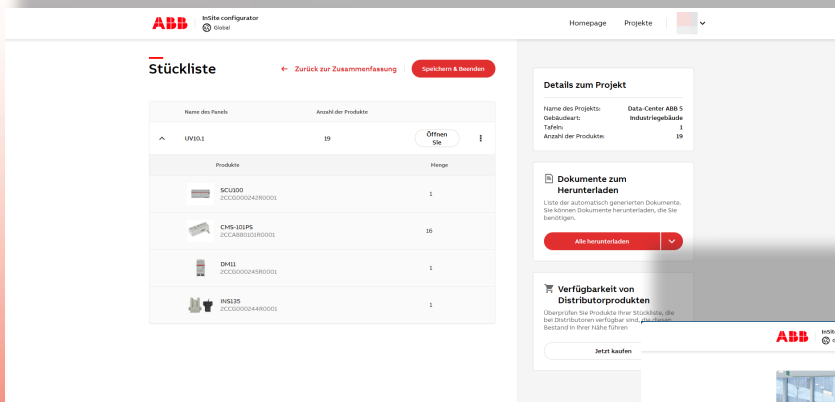 ABB
InSite configurator
Global
Homepage Projekte
Stückliste
← Zurück zur Zusammenfassung
Speichern & Beenden
Name des Panels Anzahl der Produkte
UV10.1 19 Öffnen Sie
Produkte Menge
SCU100
2CCG000242R0001
1
CMS-101PS
2CCA880101R0001
16
DM11
2CCG000245R0001
1
INS135
2CCG000244R0001
1
Details zum Projekt
Name des Projekts: Data-Center ABB S
Gebäudeart: Industriegebäude
Tafeln: 1
Anzahl der Produkte: 19
Dokumente zum
Herunterladen
Liste der automatisch generierten Dokumente.
Sie können Dokumente herunterladen, die Sie
benötigen.
Alle herunterladen
Verfügbarkeit von
Distributorprodukten
Überprüfen Sie Produkte Ihrer Stückliste, die
bei Distributoren verfügbar sind, die diesen
Bestand in Ihrer Nähe führen
Jetzt kaufen
ABB